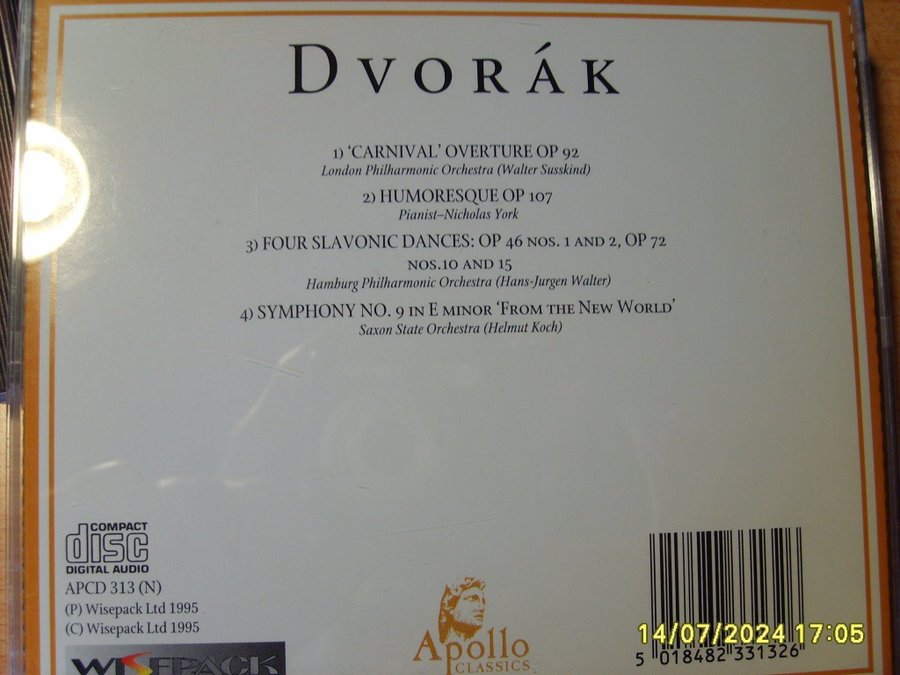 DVORÁK
1) ‘CARNIVAL’ OVERTURE OP 92
London Philharmonic Orchestra (Walter Susskind)
2) HUMORESQUE OP 107
Pianist–Nicholas York
3) FOUR SLAVONIC DANCES: OP 46 NOS. 1 AND 2, OP 72
NOS.10 AND 15
Hamburg Philharmonic Orchestra (Hans-Jurgen Walter)
4) SYMPHONY NO. 9 IN E MINOR ‘FROM THE NEW WORLD’
Saxon State Orchestra (Helmut Koch)
COMPACT
disc
DIGITAL AUDIO
APCD 313 (N)
(P) Wisepack Ltd 1995
(C) Wisepack Ltd 1995
WISEPACK
Apollo
CLASSICS
14/07/2024 17:05
5 018482 331326